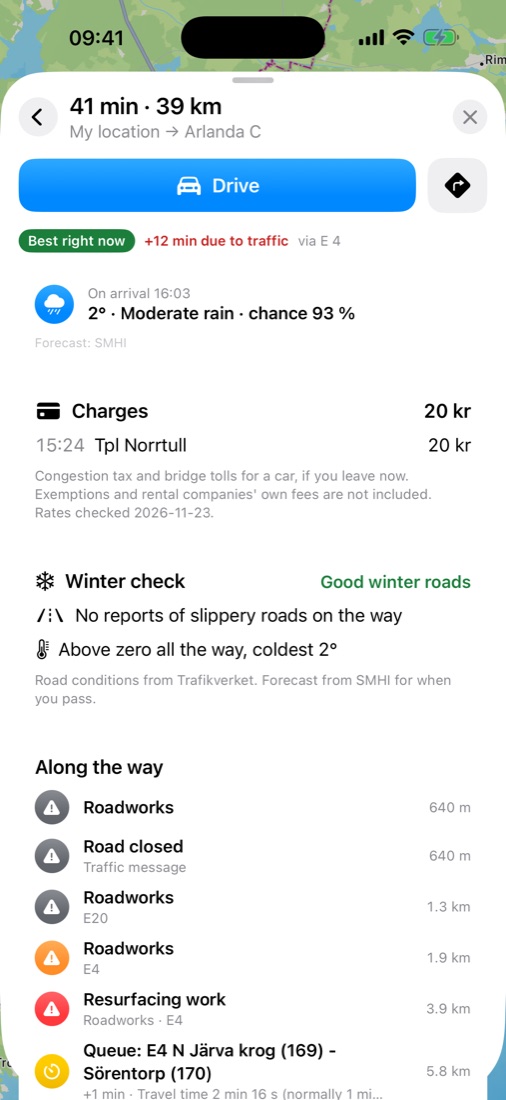 09:41
Rim
41 min · 39 km
My location → Arlanda C
Drive
Best right now +12 min due to traffic via E 4
On arrival 16:03
2° · Moderate rain · chance 93 %
Forecast: SMHI
Charges 20 kr
15:24 Tpl Norrtull 20 kr
Congestion tax and bridge tolls for a car, if you leave now.
Exemptions and rental companies' own fees are not included.
Rates checked 2026-11-23.
Winter check Good winter roads
No reports of slippery roads on the way
Above zero all the way, coldest 2°
Road conditions from Trafikverket. Forecast from SMHI for when
you pass.
Along the way
Roadworks 640 m
Road closed
Traffic message 640 m
Roadworks
E20 1.3 km
Roadworks
E4 1.9 km
Resurfacing work
Roadworks · E4 3.9 km
Queue: E4 N Järva krog (169) -
Sörentorp (170) 5.8 km
+1 min · Travel time 2 min 16 s (normally 1 mi...